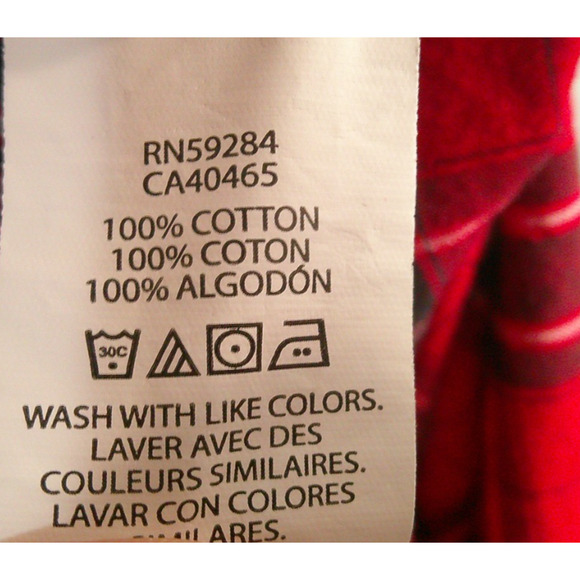 RN59284
CA40465
100% COTTON
100% COTON
100% ALGODÓN
30C
WASH WITH LIKE COLORS.
LAVER AVEC DES
COULEURS SIMILAIRES.
LAVAR CON COLORES